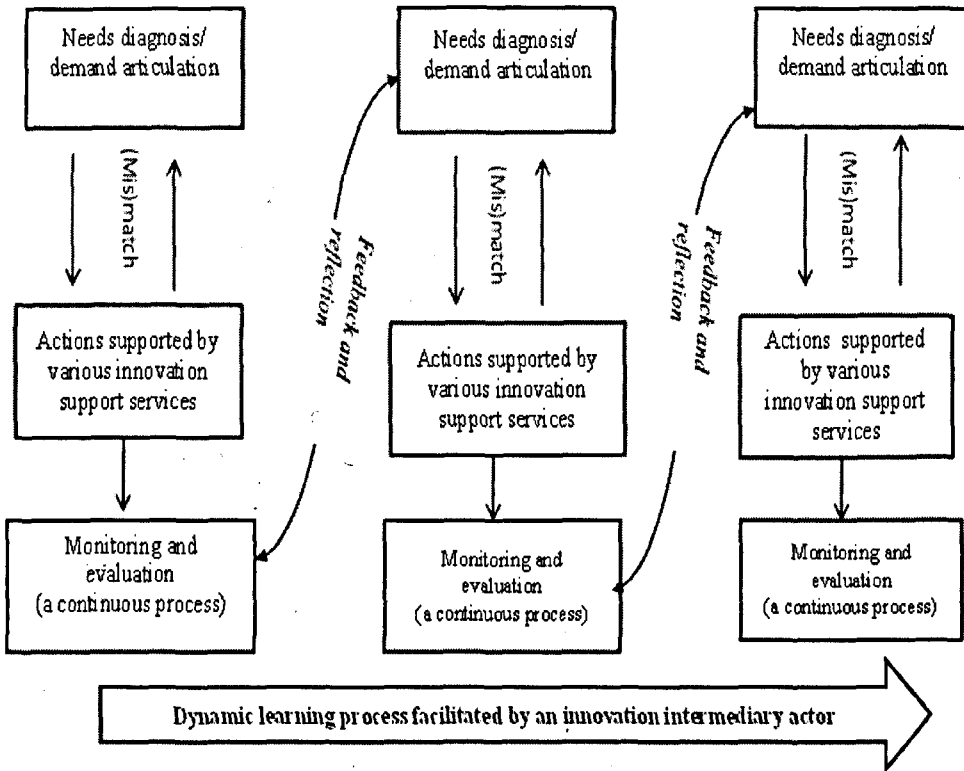 Needs diagnosis/
demand articulation
(Mis)match
Actions supported by
various innovation
support services
Monitoring and
evaluation
(a continuous process)
Feedback and
reflection
Needs diagnosis/
demand articulation
(Mis)match
Actions supported by
various innovation
support services
Monitoring and
evaluation
(a continuous process)
Feedback and
reflection
Needs diagnosis/
demand articulation
(Mis)match
Actions supported
by various
innovation support
services
Monitoring and
evaluation
(a continuous process)
Dynamic learning process facilitated by an innovation intermediary actor